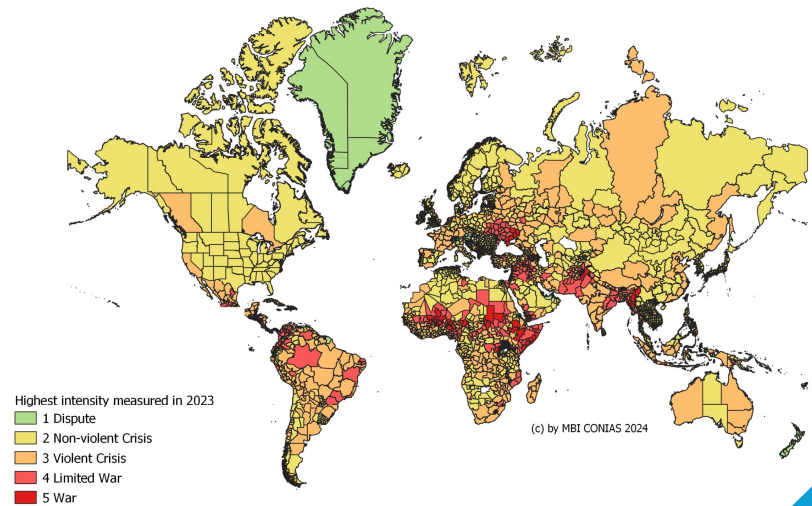 (c) by MBI CONIAS 2024
Highest intensity measured in 2023
1 Dispute
2 Non-violent Crisis
3 Violent Crisis
4 Limited War
5 War